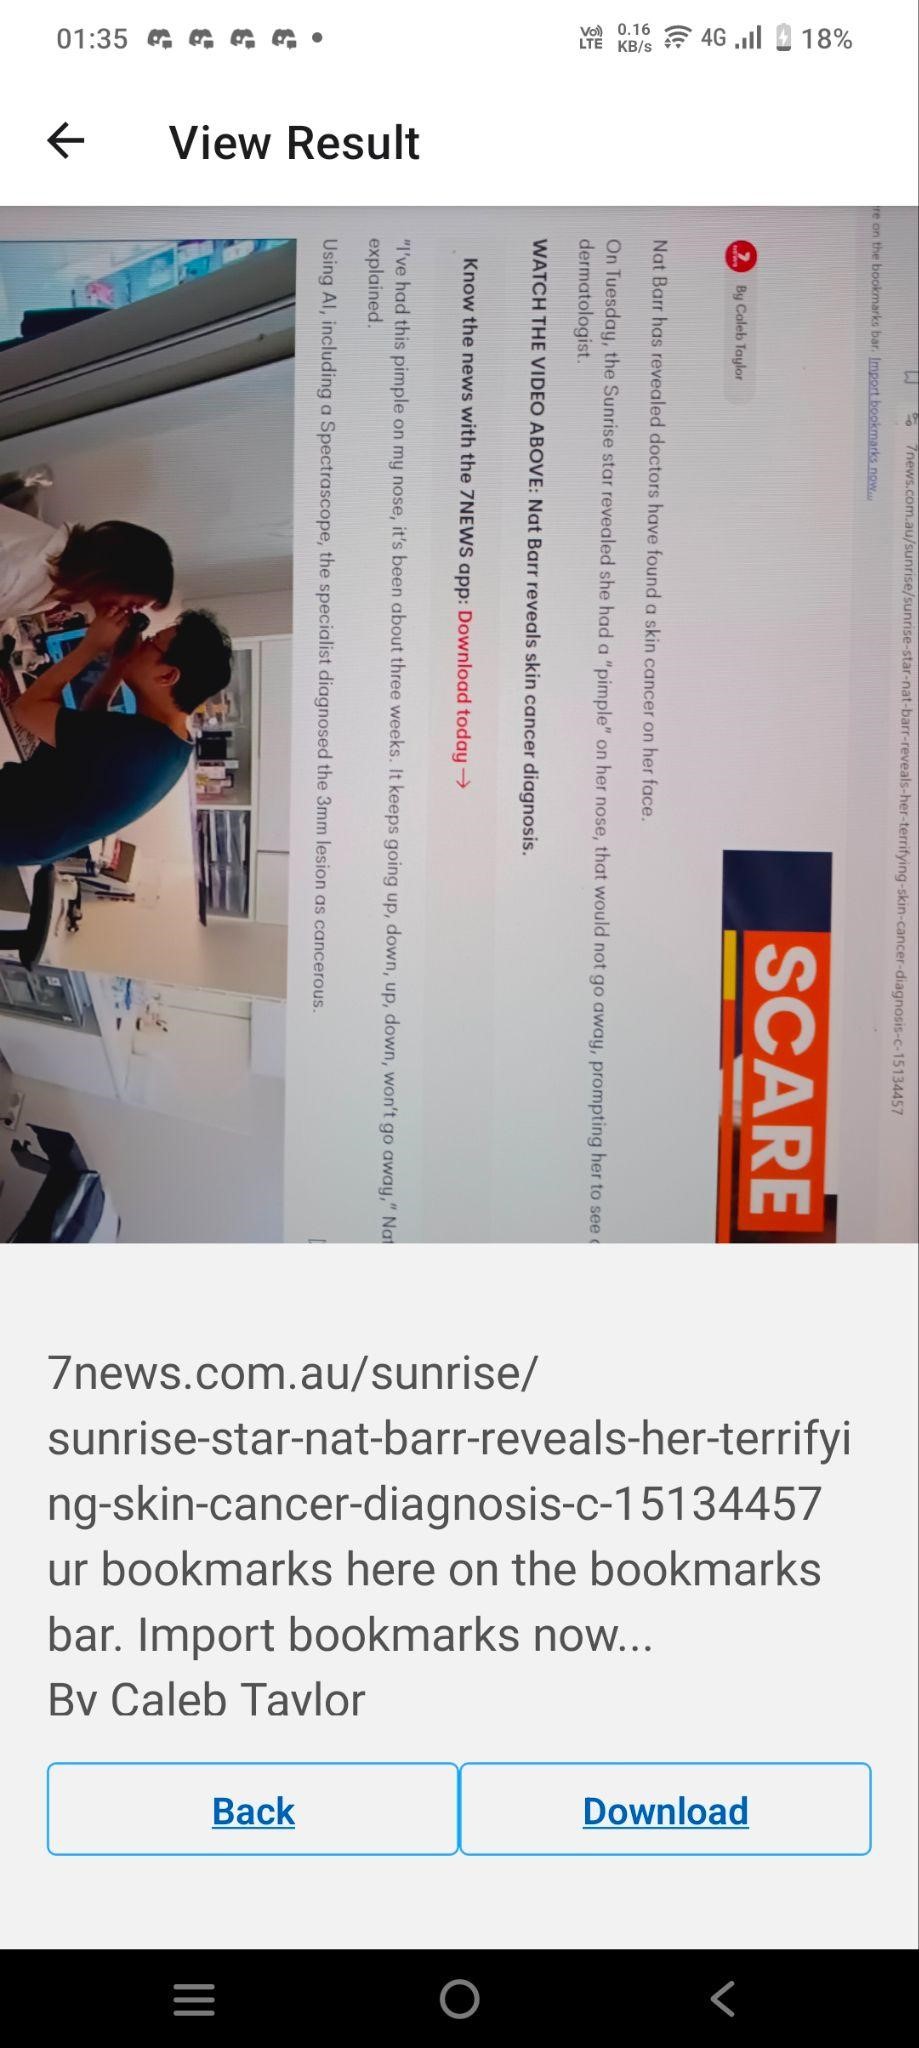 01:35
Vo)) LTE 0.16 KB/s 4G 18%
View Result
7news.com.au/sunrise/sunrise-star-nat-barr-reveals-her-terrifying-skin-cancer-diagnosis-c-15134457
re on the bookmarks bar. Import bookmarks now...
SCARE
7 NEWS By Caleb Taylor
Nat Barr has revealed doctors have found a skin cancer on her face.
On Tuesday, the Sunrise star revealed she had a "pimple" on her nose, that would not go away, prompting her to see
dermatologist.
WATCH THE VIDEO ABOVE: Nat Barr reveals skin cancer diagnosis.
Know the news with the 7NEWS app: Download today →
"I've had this pimple on my nose, it's been about three weeks. It keeps going up, down, up, down, won't go away," Nat
explained.
Using AI, including a Spectrascope, the specialist diagnosed the 3mm lesion as cancerous.
7news.com.au/sunrise/
sunrise-star-nat-barr-reveals-her-terrifyi
ng-skin-cancer-diagnosis-c-15134457
ur bookmarks here on the bookmarks
bar. Import bookmarks now...
By Caleb Taylor
Back
Download